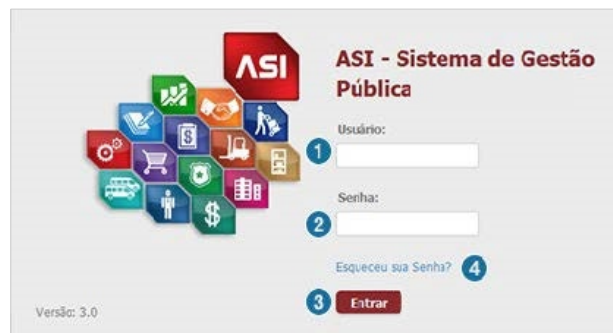 ASI
ASI - Sistema de Gestão
Pública
Usuário:
1
Senha:
2
Esqueceu sua Senha? 4
3 Entrar
Versão: 3.0